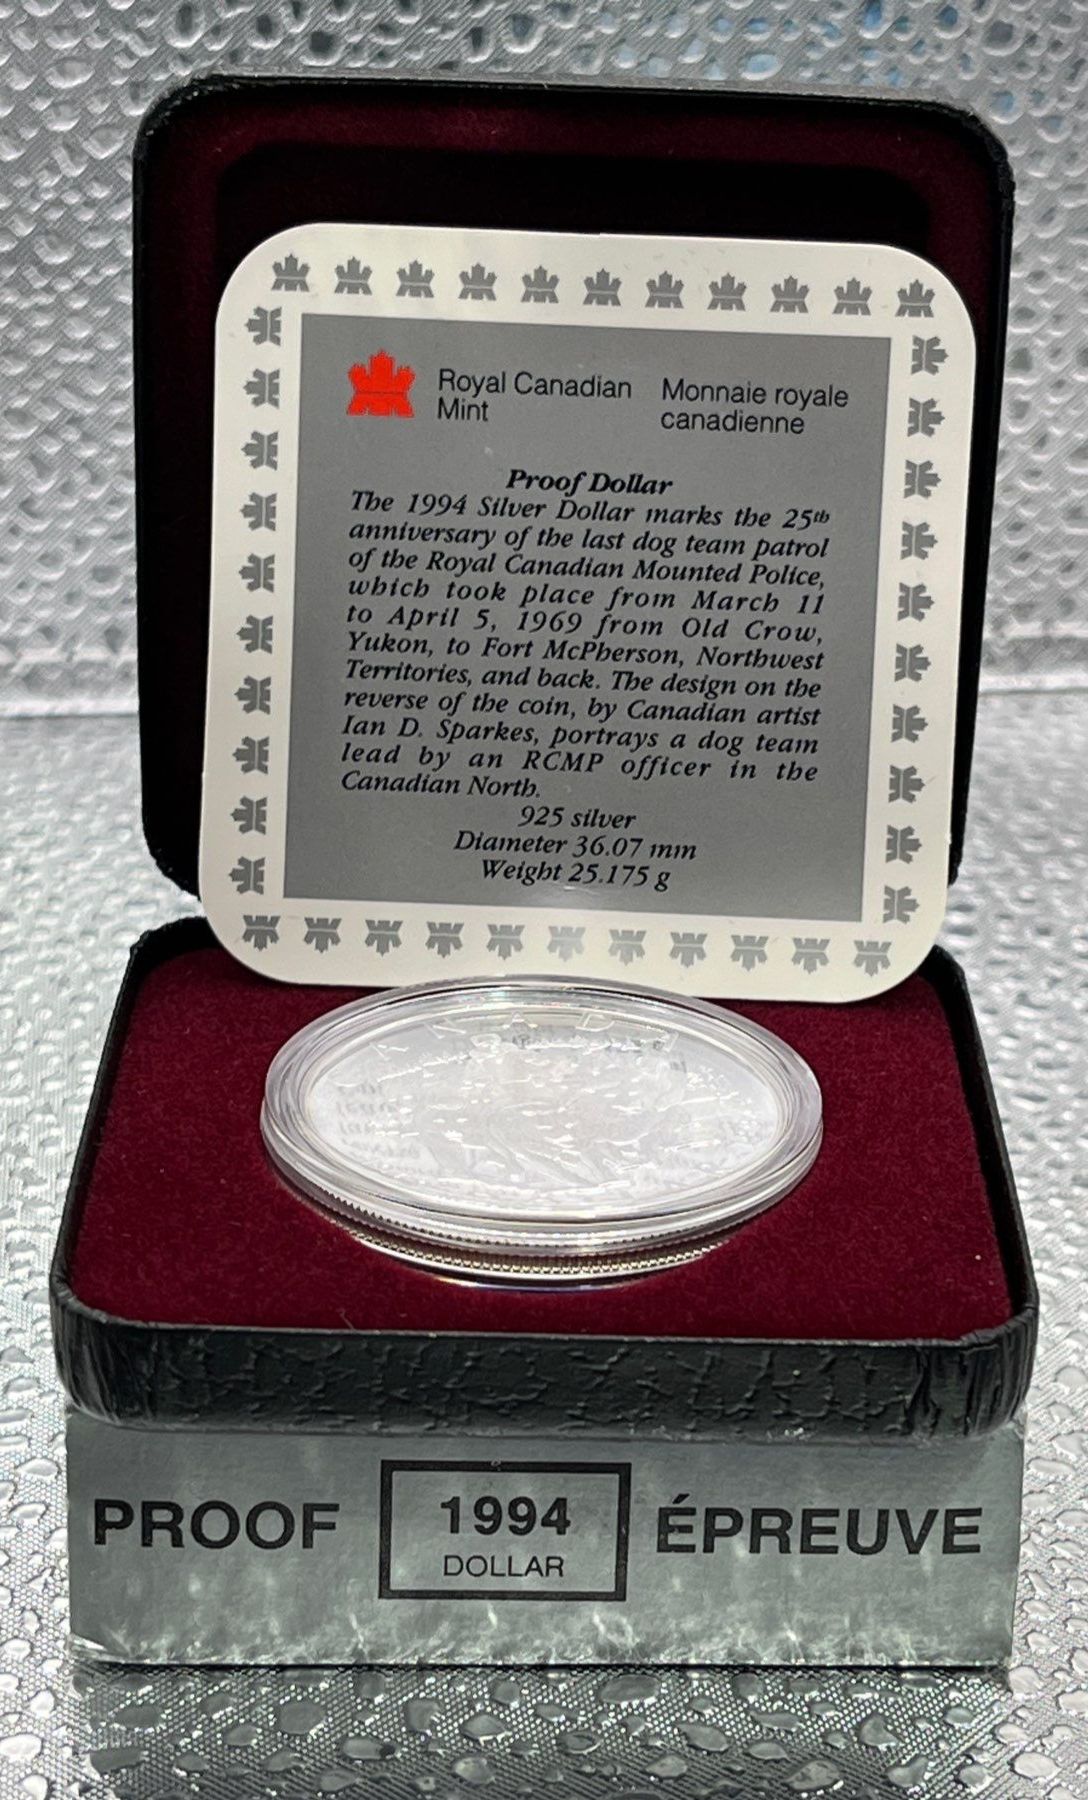 Royal Canadian Mint
Monnaie royale canadienne
Proof Dollar
The 1994 Silver Dollar marks the 25th
anniversary of the last dog team patrol
of the Royal Canadian Mounted Police,
which took place from March 11
to April 5, 1969 from Old Crow,
Yukon, to Fort McPherson, Northwest
Territories, and back. The design on the
reverse of the coin, by Canadian artist
Ian D. Sparkes, portrays a dog team
lead by an RCMP officer in the
Canadian North.
925 silver
Diameter 36.07 mm
Weight 25.175 g
PROOF
1994
DOLLAR
ÉPREUVE